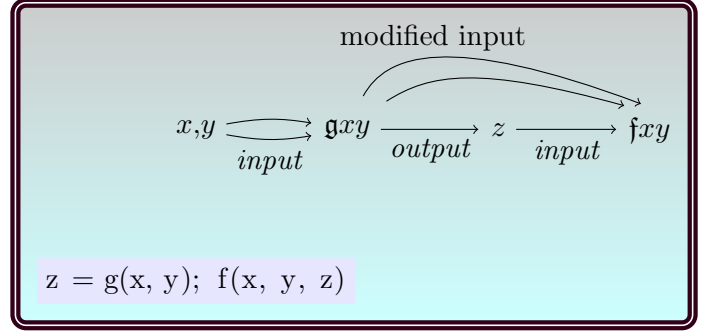 modified input
x,y 𝔤xy z 𝔣xy
input output input
z = g(x, y); f(x, y, z)